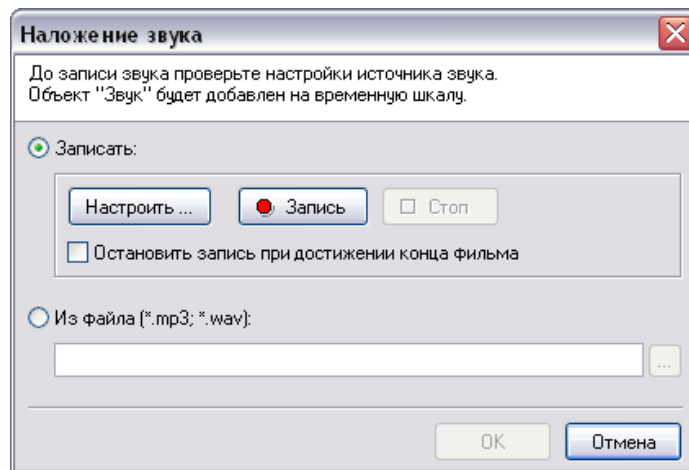 Наложение звука
До записи звука проверьте настройки источника звука.
Объект "Звук" будет добавлен на временную шкалу.
Записать:
Настроить ... Запись Стоп
Остановить запись при достижении конца фильма
Из файла (*.mp3; *.wav):
...
OK Отмена